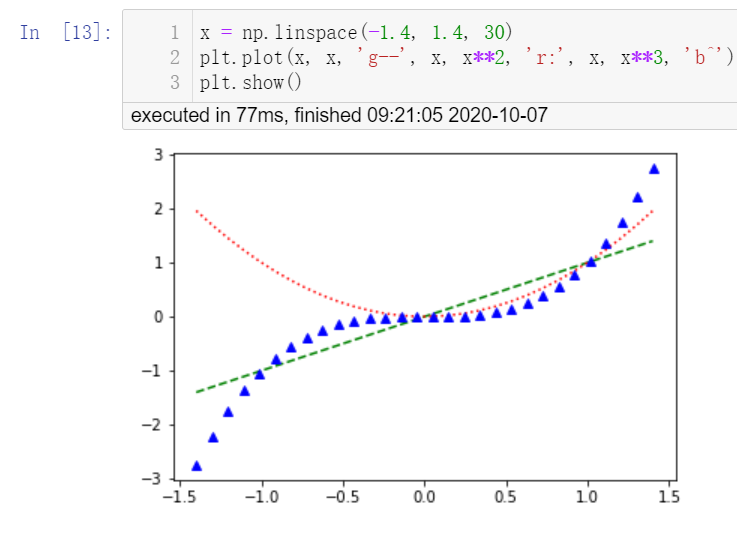 In [13]:
1 x = np.linspace(-1.4, 1.4, 30)
2 plt.plot(x, x, 'g--', x, x**2, 'r:', x, x**3, 'b^')
3 plt.show()
executed in 77ms, finished 09:21:05 2020-10-07
3
2
1
0
−1
−2
−3
−1.5 −1.0 −0.5 0.0 0.5 1.0 1.5